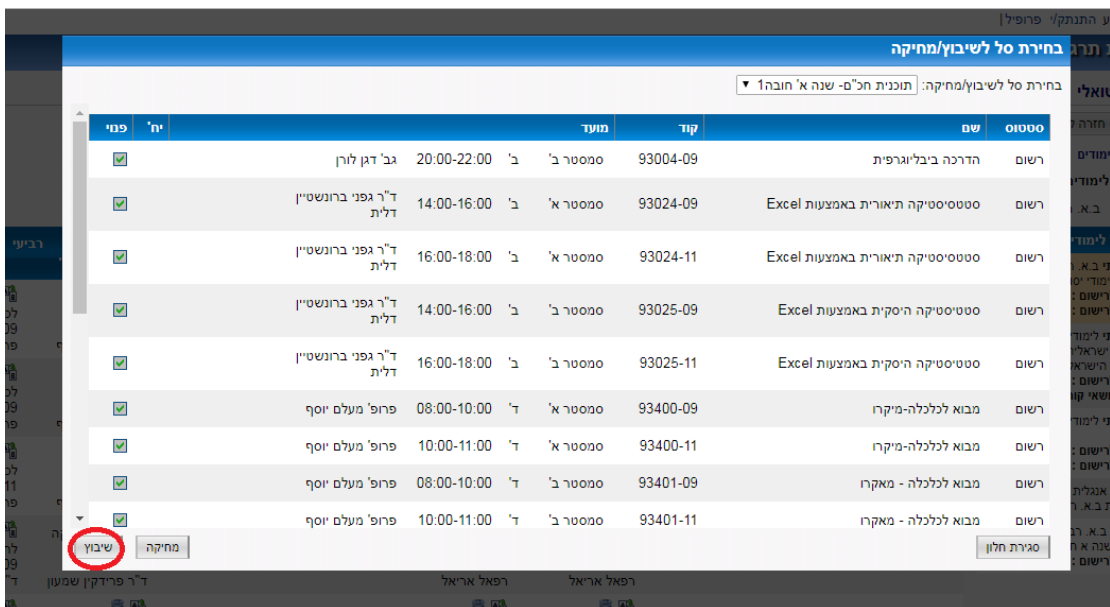 ע התנתק/י פרופיל|
בחירת סל לשיבוץ/מחיקה
בחירת סל לשיבוץ/מחיקה: תוכנית חכ"ם- שנה א' חובה1
סטטוס שם קוד מועד יח' פנוי
רשום הדרכה ביבליוגרפית 93004-09 סמסטר ב' ב' 20:00-22:00 גב' דגן לורן
רשום סטטסיסטיקה תיאורית באמצעות Excel 93024-09 סמסטר א' ב' 14:00-16:00 ד"ר גפני ברונשטיין
דלית
רשום סטטסיסטיקה תיאורית באמצעות Excel 93024-11 סמסטר א' ב' 16:00-18:00 ד"ר גפני ברונשטיין
דלית
רשום סטטיסטיקה היסקית באמצעות Excel 93025-09 סמסטר ב' ב' 14:00-16:00 ד"ר גפני ברונשטיין
דלית
רשום סטטיסטיקה היסקית באמצעות Excel 93025-11 סמסטר ב' ב' 16:00-18:00 ד"ר גפני ברונשטיין
דלית
רשום מבוא לכלכלה-מיקרו 93400-09 סמסטר א' ד' 08:00-10:00 פרופ' מעלם יוסף
רשום מבוא לכלכלה-מיקרו 93400-11 סמסטר א' ד' 10:00-11:00 פרופ' מעלם יוסף
רשום מבוא לכלכלה - מאקרו 93401-09 סמסטר ב' ד' 08:00-10:00 פרופ' מעלם יוסף
רשום מבוא לכלכלה - מאקרו 93401-11 סמסטר ב' ד' 10:00-11:00 פרופ' מעלם יוסף
סגירת חלון מחיקה שיבוץ
רביעי
רפאל אריאל רפאל אריאל ד"ר פרידקין שמעון